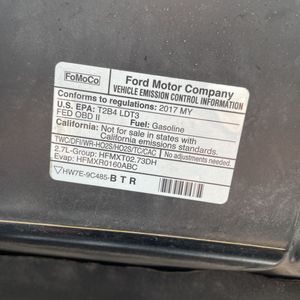 FoMoCo
Ford Motor Company
VEHICLE EMISSION CONTROL INFORMATION
Conforms to regulations: 2017 MY
U.S. EPA: T2B4 LDT3
FED OBD II Fuel: Gasoline
California: Not for sale in states with
California emissions standards.
TWC/DFI/WR-HO2S/HO2S/TC/CAC No adjustments needed.
2.7L-Group: HFMXT02.73DH
Evap: HFMXR0160ABC
HW7E-9C485-BTR